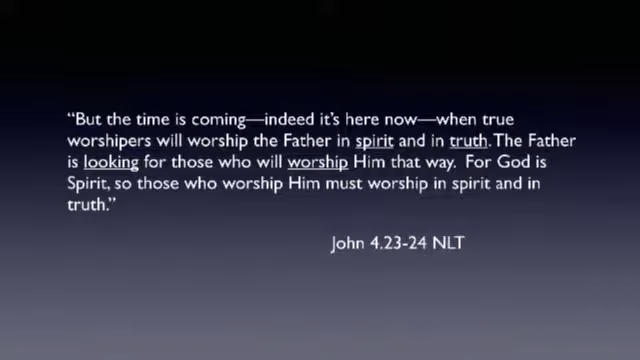 “But the time is coming—indeed it’s here now—when true
worshipers will worship the Father in spirit and in truth. The Father
is looking for those who will worship Him that way.  For God is
Spirit, so those who worship Him must worship in spirit and in
truth.”
John 4.23-24 NLT